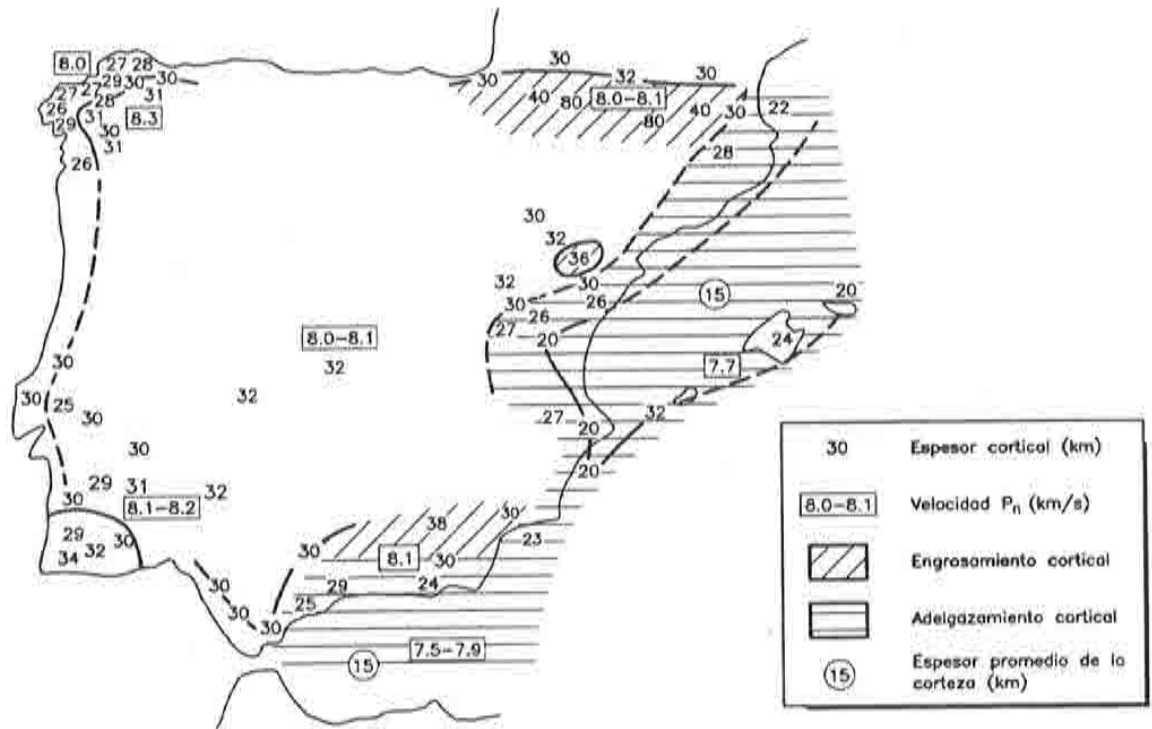 30 30
8.0 27 28
30 32
29 30 30
27 27 31 40 80 8.0-8.1 40
26 28 22
29 31 8.3 80 30
30
31 28
26
30
32
36
32 30
30 26 15 20
27 26
20 24
8.0-8.1
30 32 7.7
30 25 32 27 32
30 20
30 20
29 31 32
30 8.1-8.2 38 30
29 30 30 23
34 32 8.1 30
30 29 24
30 25
30
7.5-7.9
15
30 Espesor cortical (km)
8.0-8.1 Velocidad Pn (km/s)
Engrosamiento cortical
Adelgazamiento cortical
15 Espesor promedio de la
corteza (km)